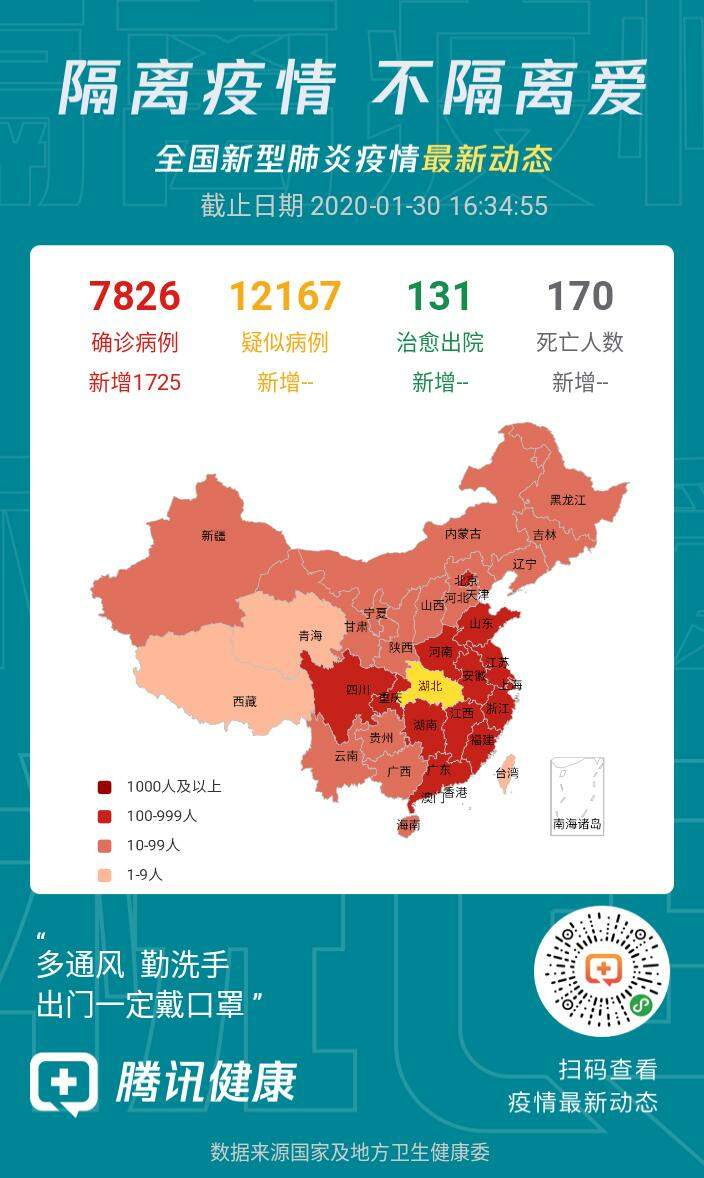 隔离疫情 不隔离爱
全国新型肺炎疫情最新动态
截止日期 2020-01-30 16:34:55
7826 12167 131 170
确诊病例 疑似病例 治愈出院 死亡人数
新增1725 新增-- 新增-- 新增--
黑龙江
内蒙古 吉林
新疆
辽宁
北京
河北 天津
山西
宁夏
甘肃 山东
青海
陕西 河南
江苏
安徽
上海
四川 湖北
重庆
西藏 浙江
江西
湖南
贵州 福建
云南
广西 广东 台湾
香港
澳门
海南 南海诸岛
1000人及以上
100-999人
10-99人
1-9人
“
多通风 勤洗手
出门一定戴口罩 ”
腾讯健康
扫码查看
疫情最新动态
数据来源国家及地方卫生健康委